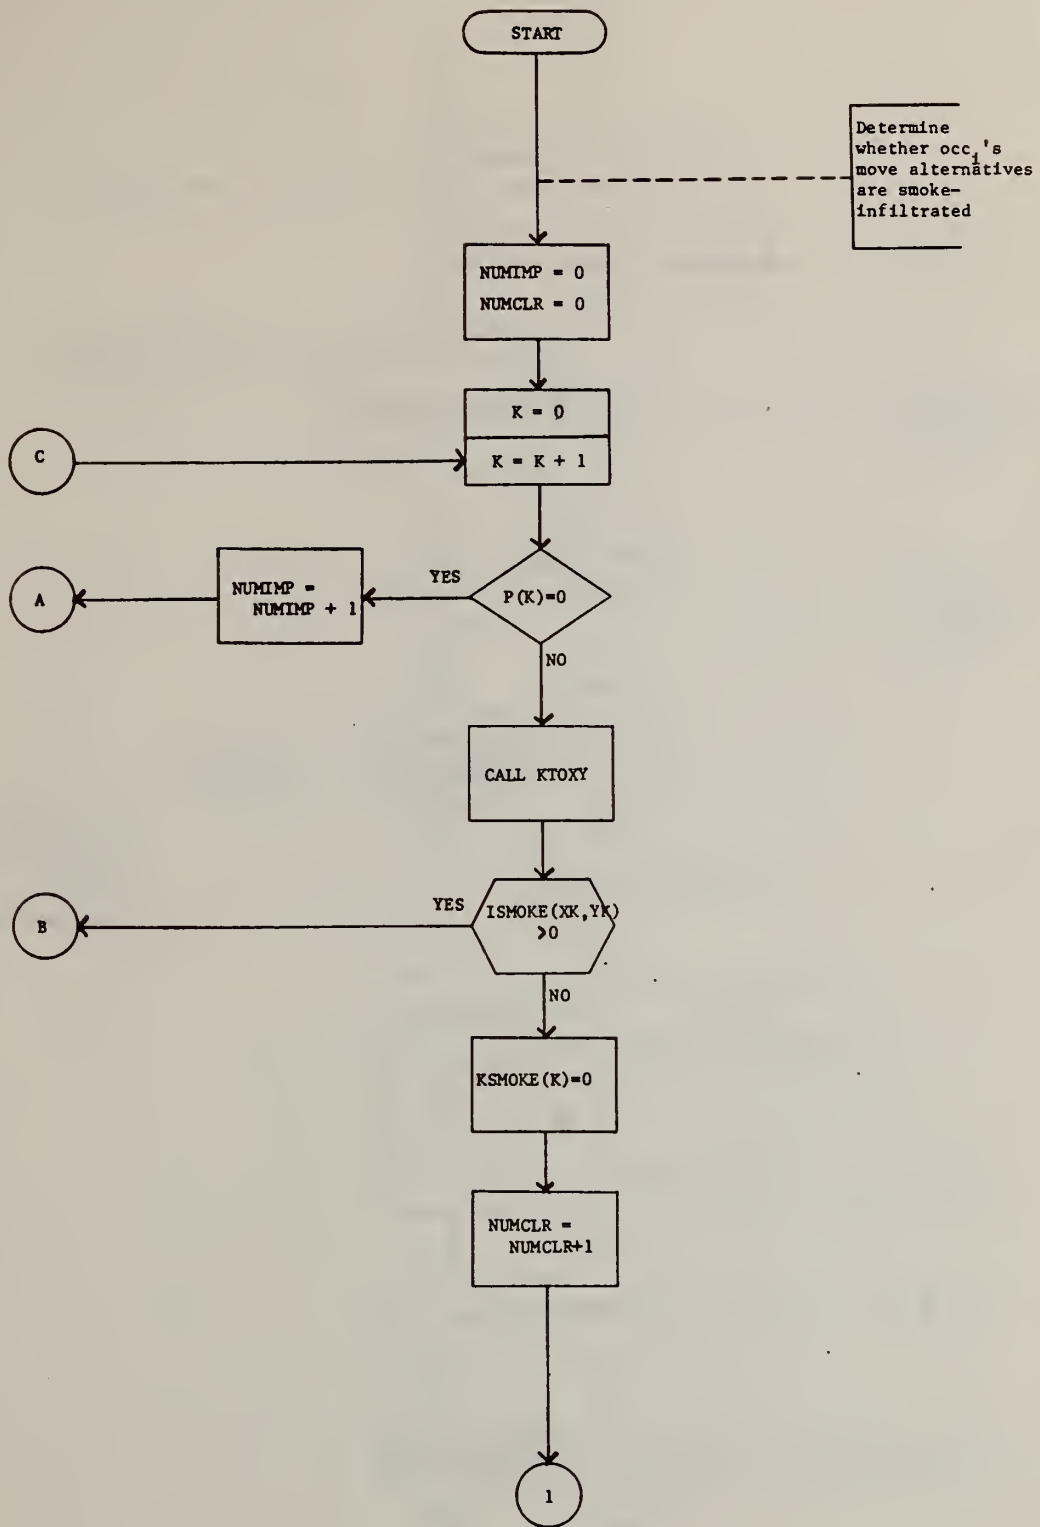 START
Determine
whether occ_i's
move alternatives
are smoke-
infiltrated
NUMIMP = 0
NUMCLR = 0
K = 0
C
K = K + 1
A
NUMIMP =
NUMIMP + 1
YES
P(K)=0
NO
CALL KTOXY
B
YES
ISMOKE(XK,YK)
>0
NO
KSMOKE(K)=0
NUMCLR =
NUMCLR+1
1